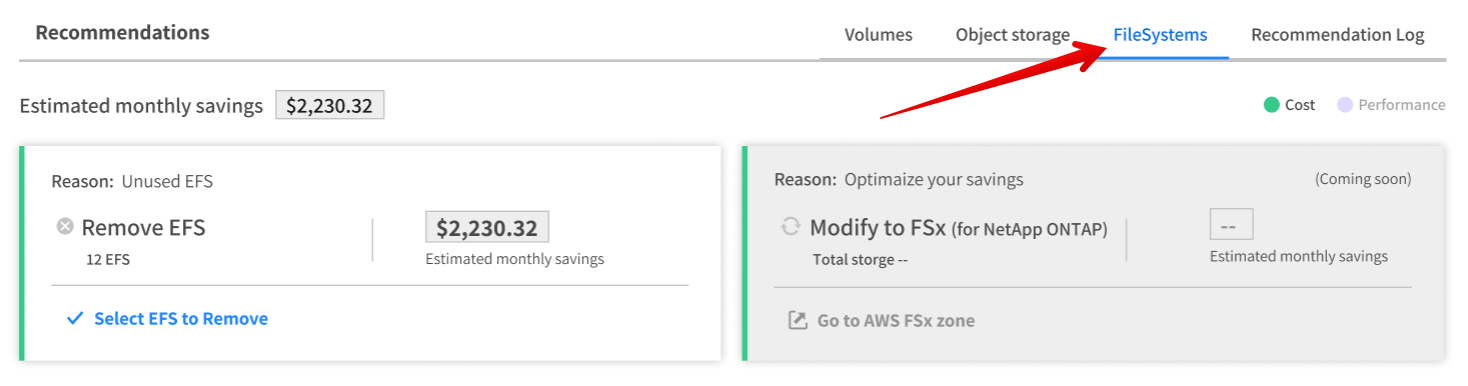 Recommendations
Volumes Object storage FileSystems Recommendation Log
Estimated monthly savings $2,230.32
Cost Performance
Reason: Unused EFS
Remove EFS
12 EFS
$2,230.32
Estimated monthly savings
Select EFS to Remove
Reason: Optimaize your savings (Coming soon)
Modify to FSx (for NetApp ONTAP)
Total storge --
--
Estimated monthly savings
Go to AWS FSx zone